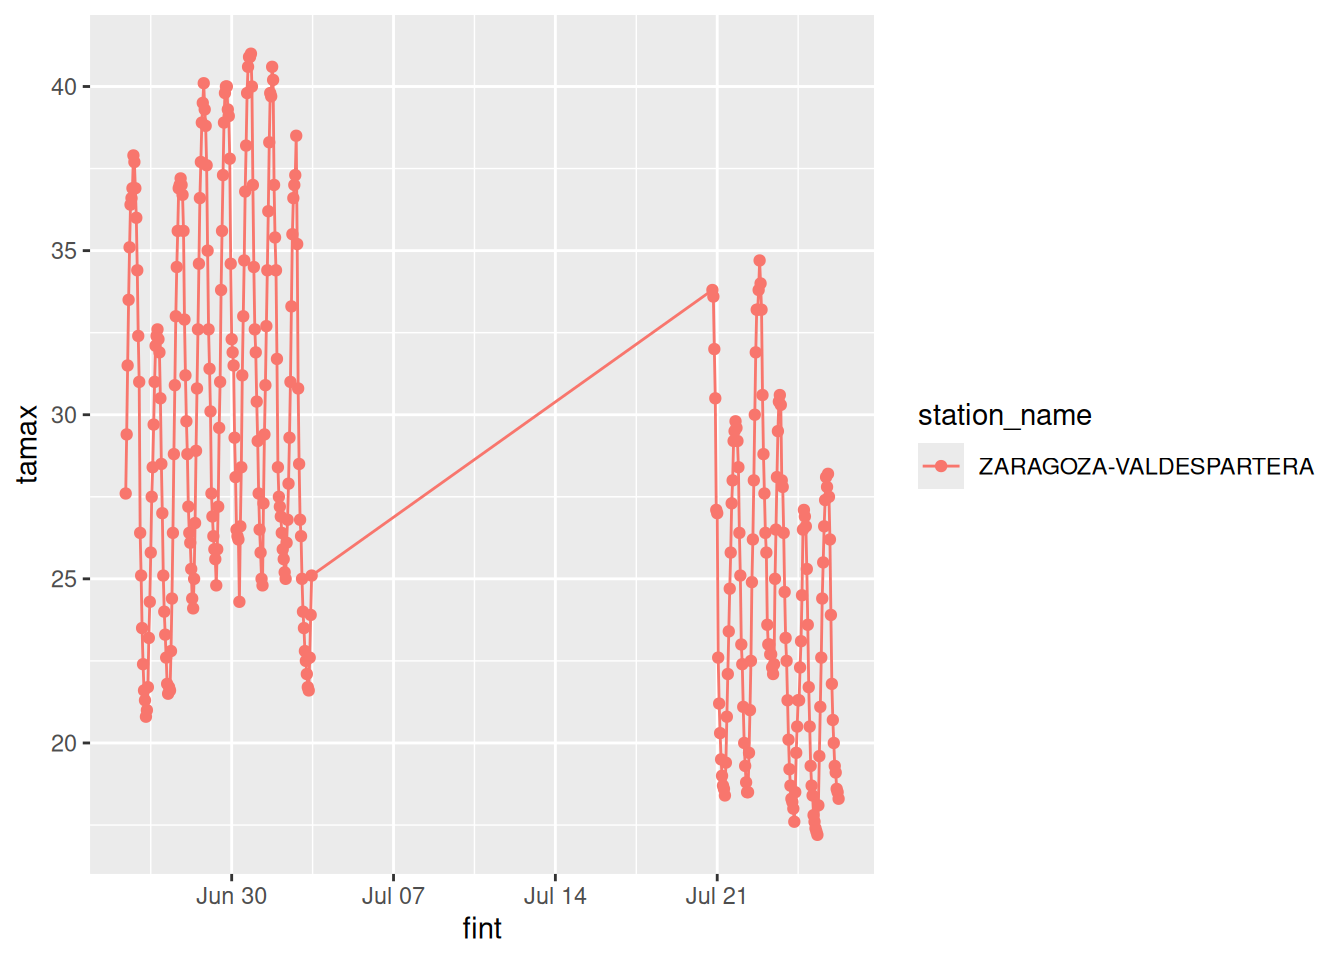 40
35
30
25
20
tamax
Jun 30
Jul 07
Jul 14
Jul 21
fint
station_name
ZARAGOZA-VALDESPARTERA